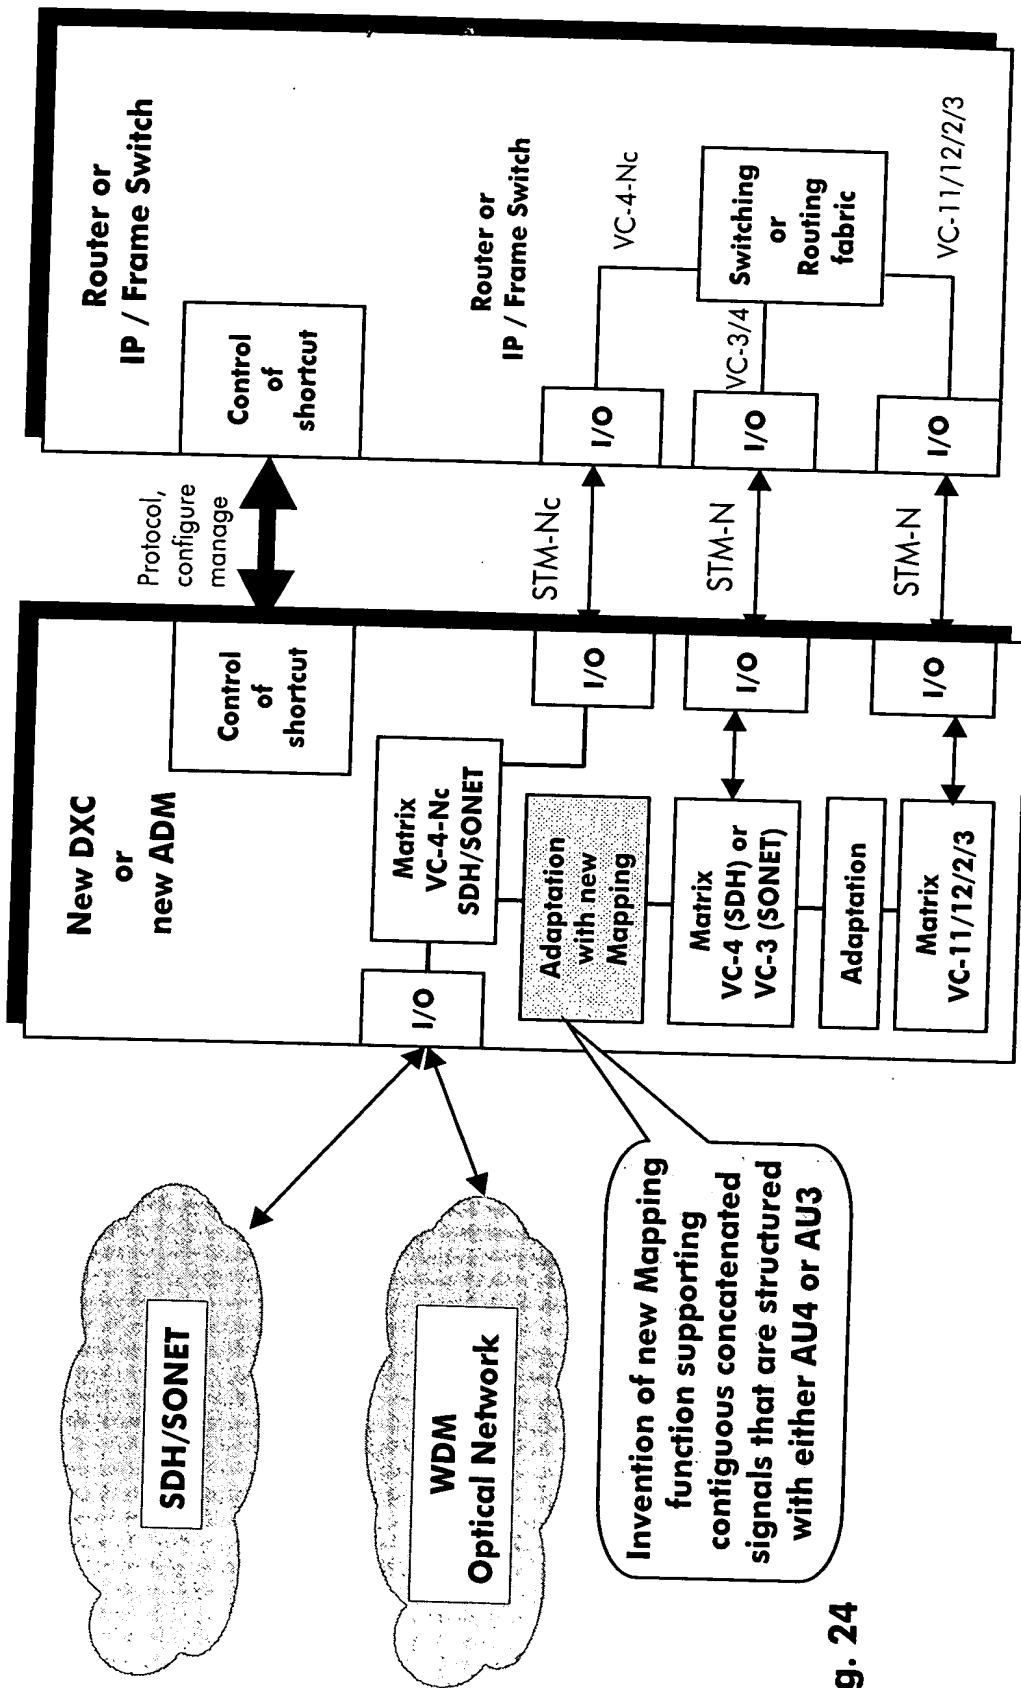 SDH/SONET
WDM
Optical Network
Invention of new Mapping
function supporting
contiguous concatenated
signals that are structured
with either AU4 or AU3
New DXC
or
new ADM
Control
of
shortcut
I/O
Matrix
VC-4-Nc
SDH/SONET
I/O
Adaptation
with new
Mapping
Matrix
VC-4 (SDH) or
VC-3 (SONET)
I/O
Adaptation
Matrix
VC-11/12/2/3
I/O
Protocol,
configure
manage
STM-Nc
STM-N
STM-N
Router or
IP / Frame Switch
Control
of
shortcut
Router or
IP / Frame Switch
I/O
VC-4-Nc
I/O
VC-3/4
Switching
or
Routing
fabric
I/O
VC-11/12/2/3
g. 24